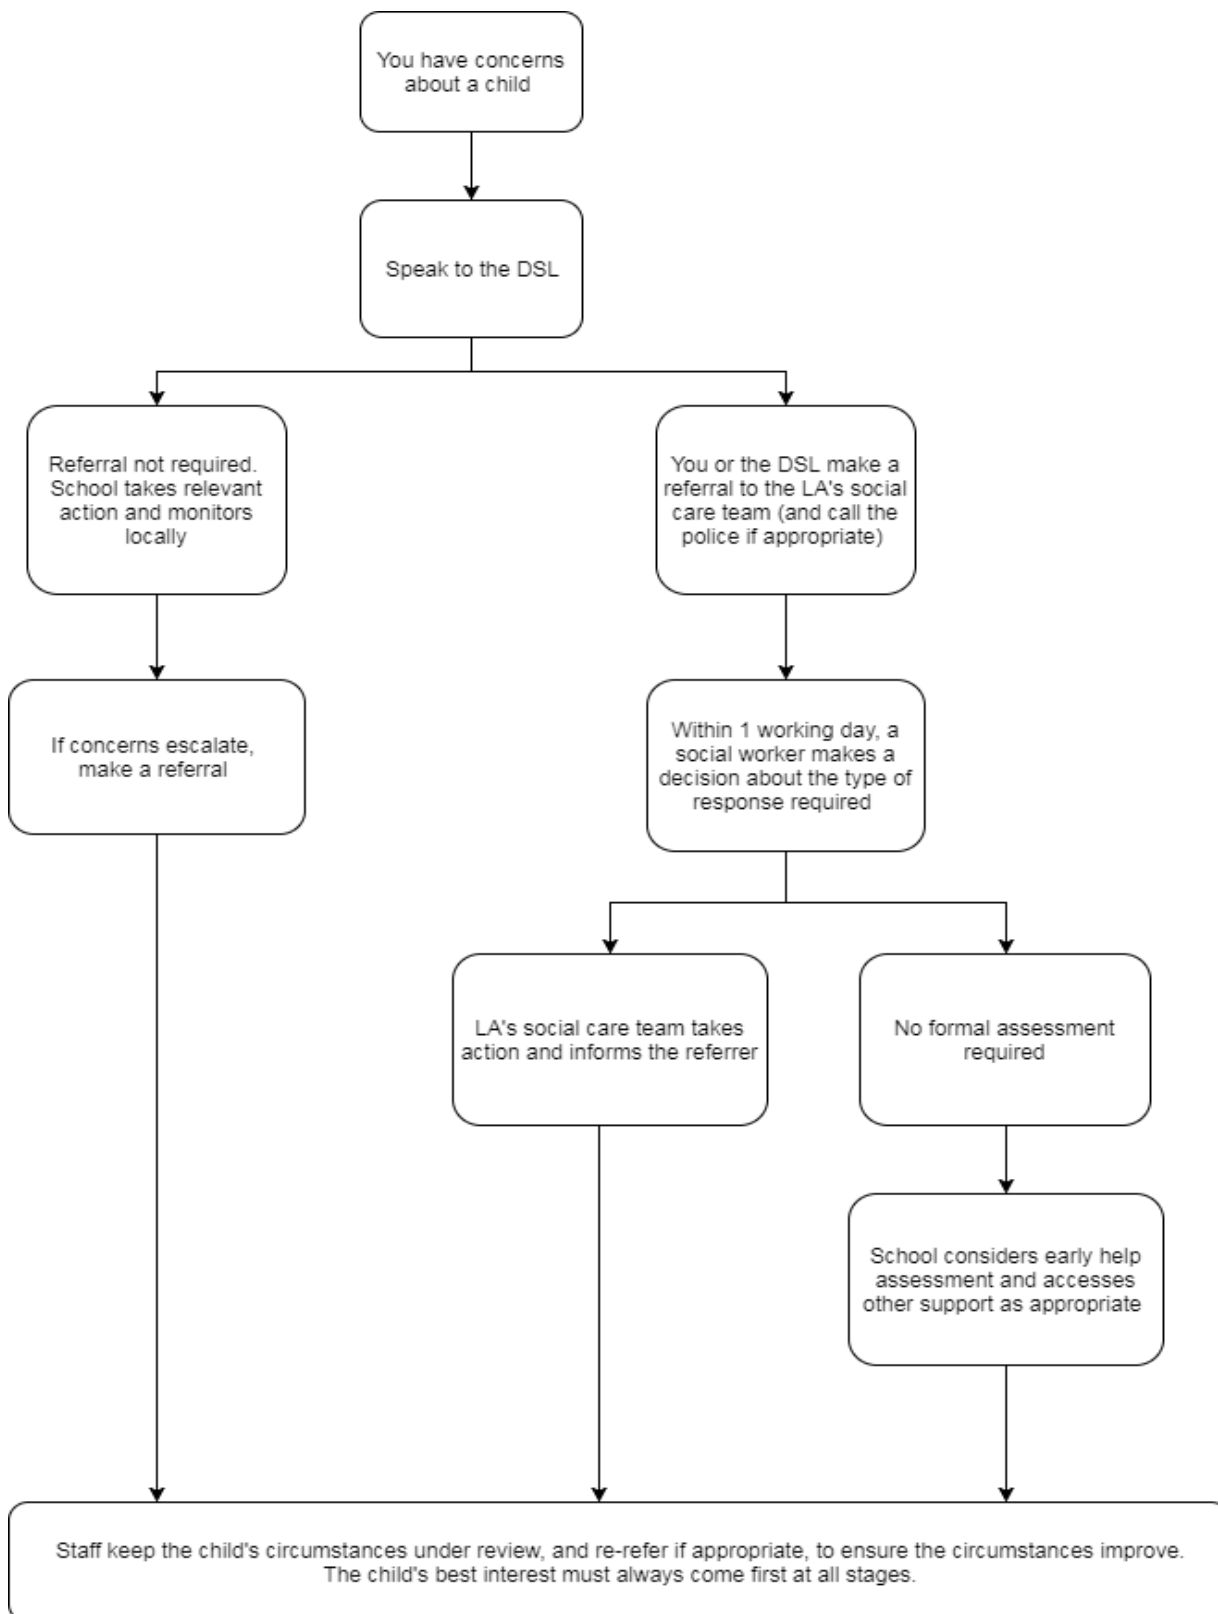 You have concerns
about a child
Speak to the DSL
Referral not required.
School takes relevant
action and monitors
locally
You or the DSL make a
referral to the LA's social
care team (and call the
police if appropriate)
If concerns escalate,
make a referral
Within 1 working day, a
social worker makes a
decision about the type of
response required
LA's social care team takes
action and informs the referrer
No formal assessment
required
School considers early help
assessment and accesses
other support as appropriate
Staff keep the child's circumstances under review, and re-refer if appropriate, to ensure the circumstances improve.
The child's best interest must always come first at all stages.